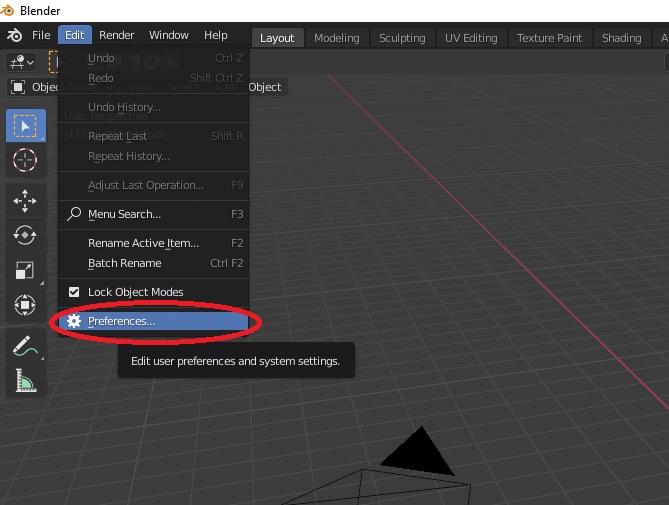 Blender
File Edit Render Window Help Layout Modeling Sculpting UV Editing Texture Paint Shading A
Object
Undo Ctrl Z
Redo Shift Ctrl Z
Undo History...
Repeat Last Shift R
Repeat History...
Adjust Last Operation... F9
Menu Search... F3
Rename Active Item... F2
Batch Rename Ctrl F2
Lock Object Modes
Preferences...
Edit user preferences and system settings.